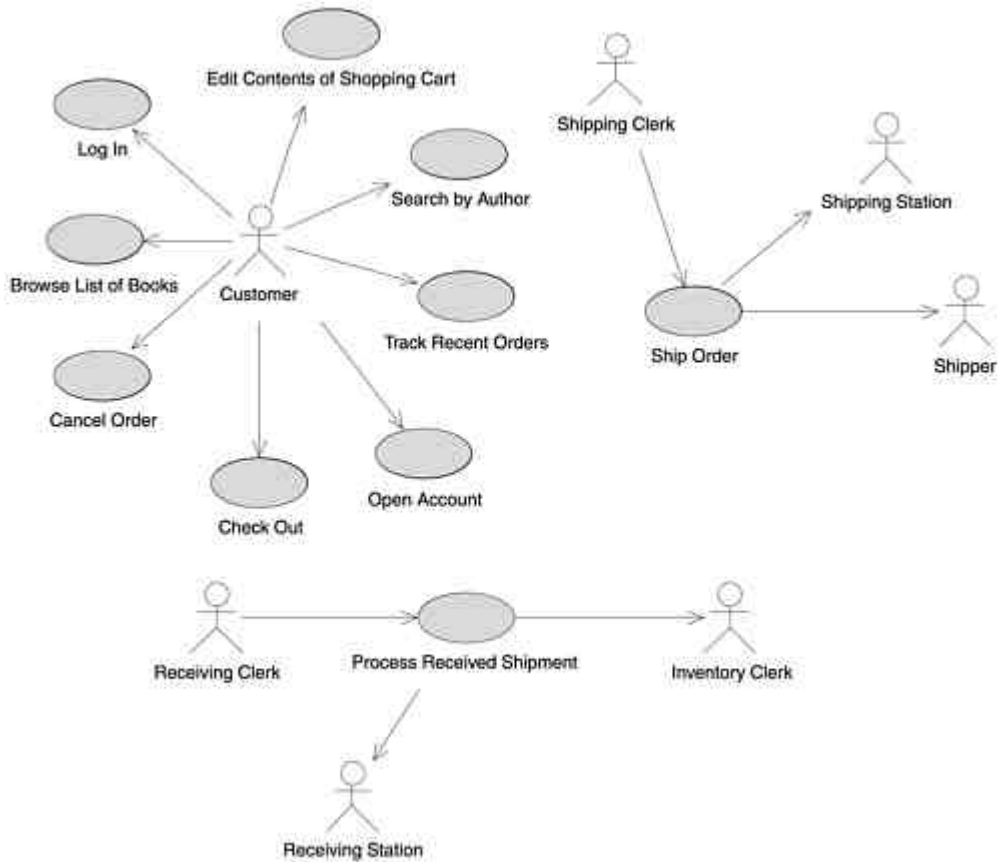 Edit Contents of Shopping Cart
Shipping Clerk
Log In
Search by Author
Shipping Station
Browse List of Books
Customer
Track Recent Orders
Ship Order
Shipper
Cancel Order
Open Account
Check Out
Receiving Clerk
Process Received Shipment
Inventory Clerk
Receiving Station